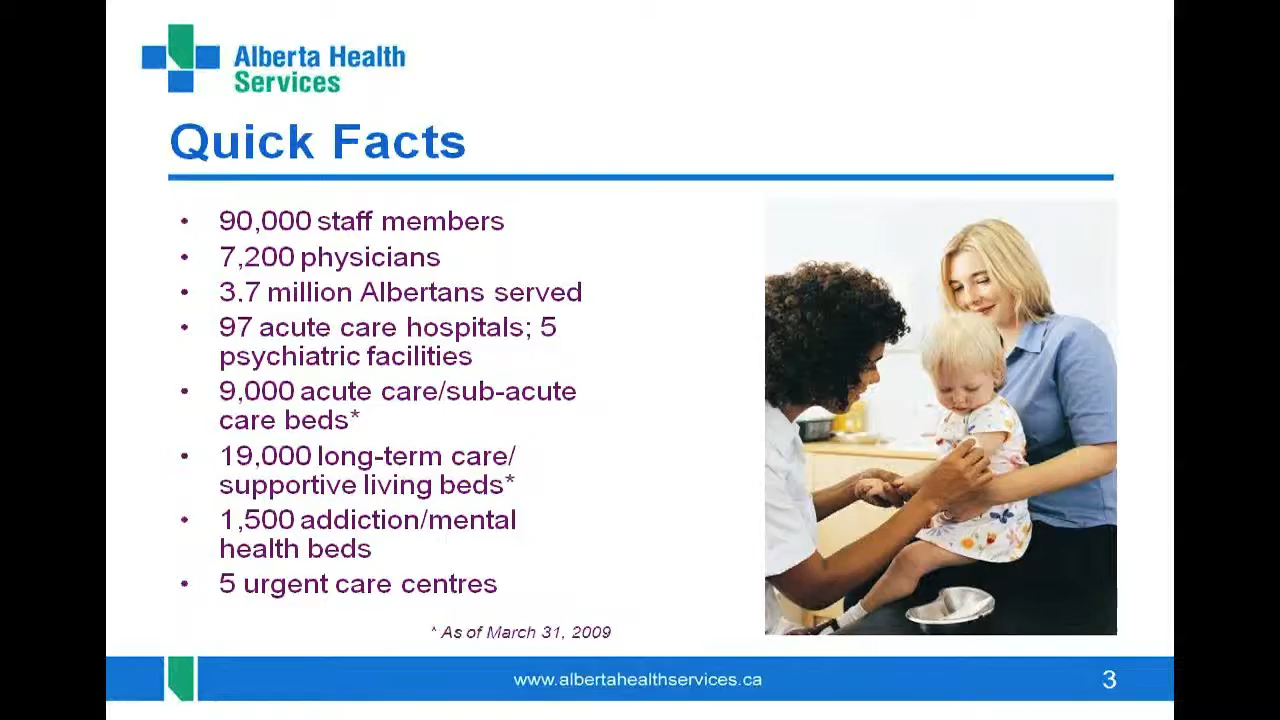 Alberta Health
Services
Quick Facts
• 90,000 staff members
• 7,200 physicians
• 3.7 million Albertans served
• 97 acute care hospitals; 5
psychiatric facilities
• 9,000 acute care/sub-acute
care beds*
• 19,000 long-term care/
supportive living beds*
• 1,500 addiction/mental
health beds
• 5 urgent care centres
* As of March 31, 2009
www.albertahealthservices.ca
3